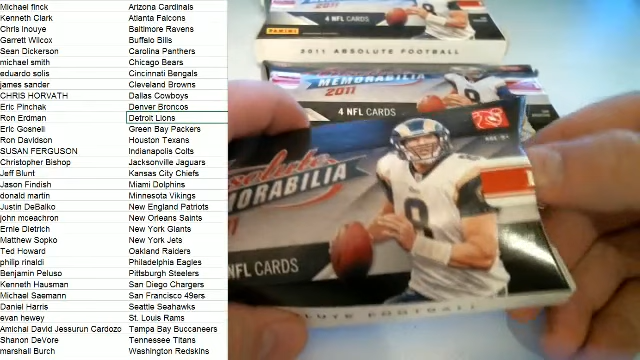 Michael finck Arizona Cardinals
Kenneth Clark Atlanta Falcons
Chris Inouye Baltimore Ravens
Garrett Wilcox Buffalo Bills
Sean Dickerson Carolina Panthers
michael smith Chicago Bears
eduardo solis Cincinnati Bengals
james sander Cleveland Browns
CHRIS HORVATH Dallas Cowboys
Eric Pinchak Denver Broncos
Ron Erdman Detroit Lions
Eric Gosnell Green Bay Packers
Ron Davidson Houston Texans
SUSAN FERGUSON Indianapolis Colts
Christopher Bishop Jacksonville Jaguars
Jeff Blunt Kansas City Chiefs
Jason Findish Miami Dolphins
donald martin Minnesota Vikings
Justin DeBalko New England Patriots
john mceachron New Orleans Saints
Ernie Dietrich New York Giants
Matthew Sopko New York Jets
Ted Howard Oakland Raiders
philip rinaldi Philadelphia Eagles
Benjamin Peluso Pittsburgh Steelers
Kenneth Hausman San Diego Chargers
Michael Saemann San Francisco 49ers
Daniel Harris Seattle Seahawks
evan hewey St. Louis Rams
Amichal David Jessurun Cardozo Tampa Bay Buccaneers
Shanon DeVore Tennessee Titans
marshall Burch Washington Redskins
4 NFL CARDS
PANINI
2011 ABSOLUTE FOOTBALL
MEMORABILIA
2011
4 NFL CARDS
Absolute
MEMORABILIA
NFL CARDS
8
ABSOLUTE FOOTBALL